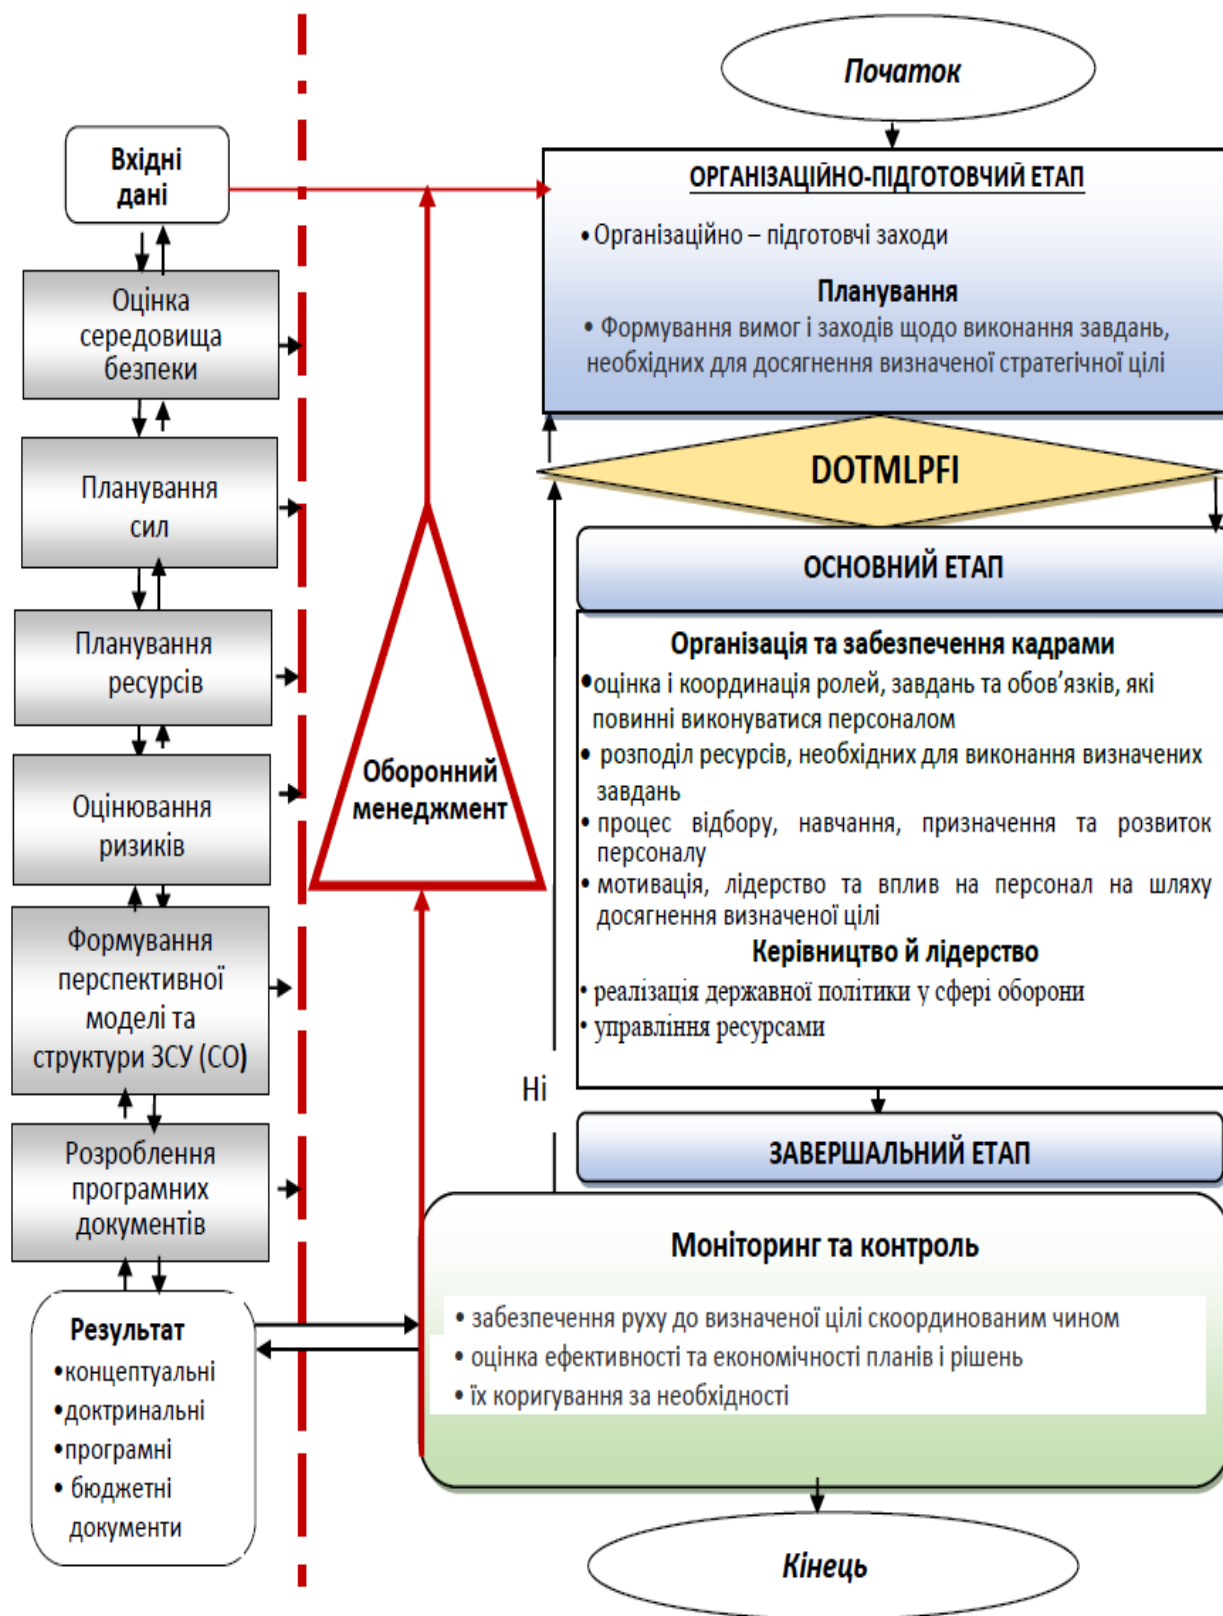 Початок
Вхідні
дані
Оцінка
середовища
безпеки
Планування
сил
Планування
ресурсів
Оцінювання
ризиків
Формування
перспективної
моделі та
структури ЗСУ (СО)
Розроблення
програмних
документів
Результат
•концептуальні
•доктринальні
•програмні
• бюджетні
документи
Оборонний
менеджмент
ОРГАНІЗАЦІЙНО-ПІДГОТОВЧИЙ ЕТАП
• Організаційно – підготовчі заходи
Планування
• Формування вимог і заходів щодо виконання завдань,
необхідних для досягнення визначеної стратегічної цілі
DOTMLPFI
ОСНОВНИЙ ЕТАП
Організація та забезпечення кадрами
•оцінка і координація ролей, завдань та обов’язків, які
повинні виконуватися персоналом
• розподіл ресурсів, необхідних для виконання визначених
завдань
• процес відбору, навчання, призначення та розвиток
персоналу
• мотивація, лідерство та вплив на персонал на шляху
досягнення визначеної цілі
Керівництво й лідерство
• реалізація державної політики у сфері оборони
• управління ресурсами
Ні
ЗАВЕРШАЛЬНИЙ ЕТАП
Моніторинг та контроль
• забезпечення руху до визначеної цілі скоординованим чином
• оцінка ефективності та економічності планів і рішень
• їх коригування за необхідності
Кінець